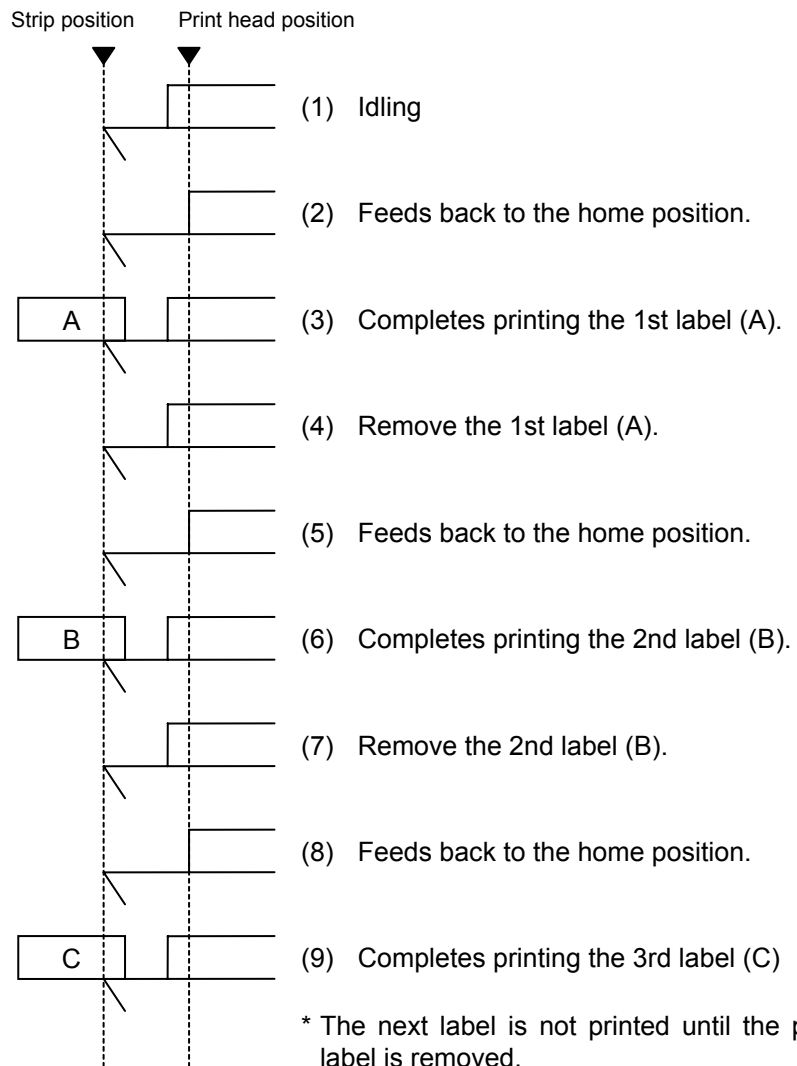 Strip position Print head position
(1) Idling
(2) Feeds back to the home position.
A (3) Completes printing the 1st label (A).
(4) Remove the 1st label (A).
(5) Feeds back to the home position.
B (6) Completes printing the 2nd label (B).
(7) Remove the 2nd label (B).
(8) Feeds back to the home position.
C (9) Completes printing the 3rd label (C)
* The next label is not printed until the
label is removed.